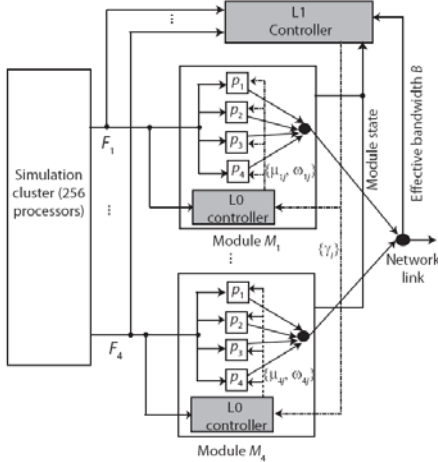 L1
Controller
Simulation
cluster (256
processors)
F1
p1
p2
p3
p4
{μ1j, ω1j}
L0
controller
Module M1
Module state
Effective bandwidth B
{γi}
Network
link
F4
p1
p2
p3
p4
{μ4j, ω4j}
L0
controller
Module M4